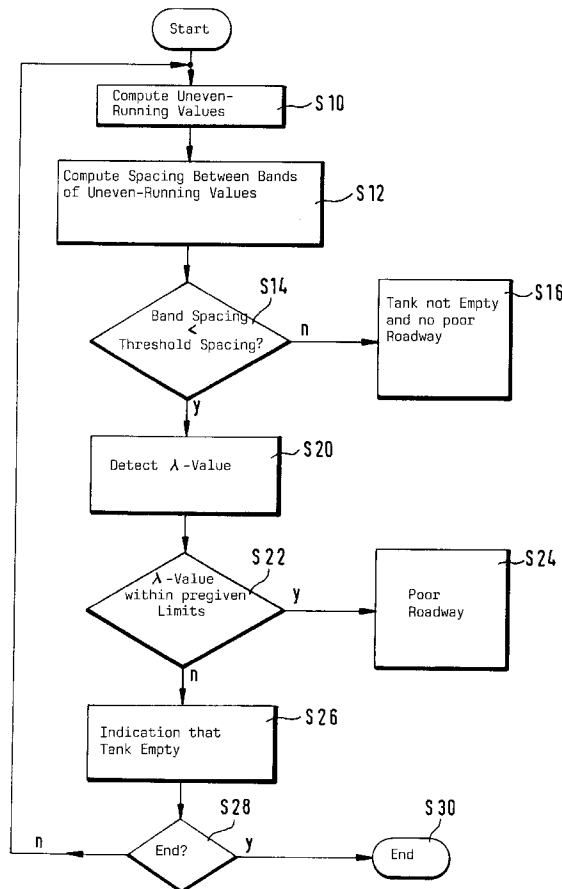 Start
Compute Uneven-
Running Values
S10
Compute Spacing Between Bands
of Uneven-Running Values
S12
S14
Band Spacing
<
Threshold Spacing?
n
y
Tank not Empty
and no poor
Roadway
S16
Detect λ-Value
S20
λ-Value
within pregiven
Limits
S22
y
n
Poor
Roadway
S24
Indication that
Tank Empty
S26
End?
S28
n
y
End
S30